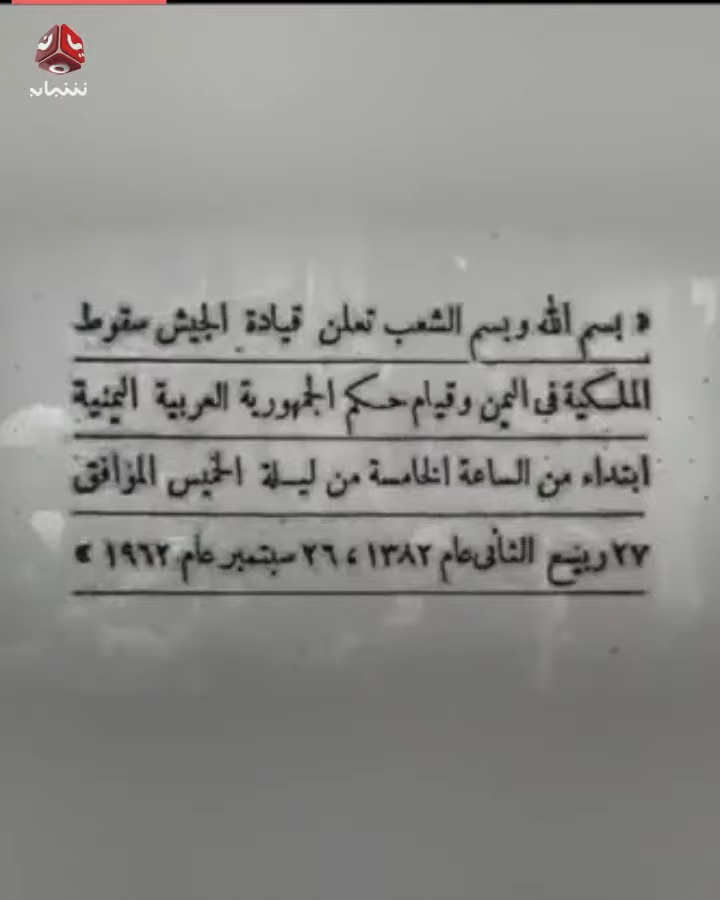 « بسم الله وبسم الشعب تعلن قيادة الجيش سقوط
الملكية فى اليمن وقيام حكم الجمهورية العربية اليمنية
ابتداء من الساعة الخامسة من ليلة الخميس الموافق
٢٧ ربيع الثانى عام ١٣٨٢ ، ٢٦ سبتمبر عام ١٩٦٢ »